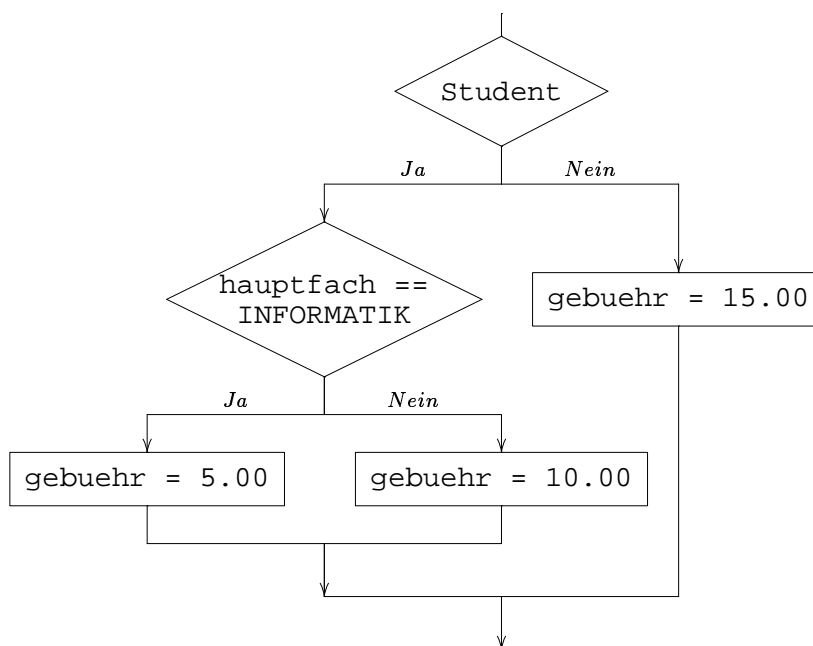 Student
Ja
Nein
hauptfach ==
INFORMATIK
gebuehr = 15.00
Ja
Nein
gebuehr = 5.00
gebuehr = 10.00